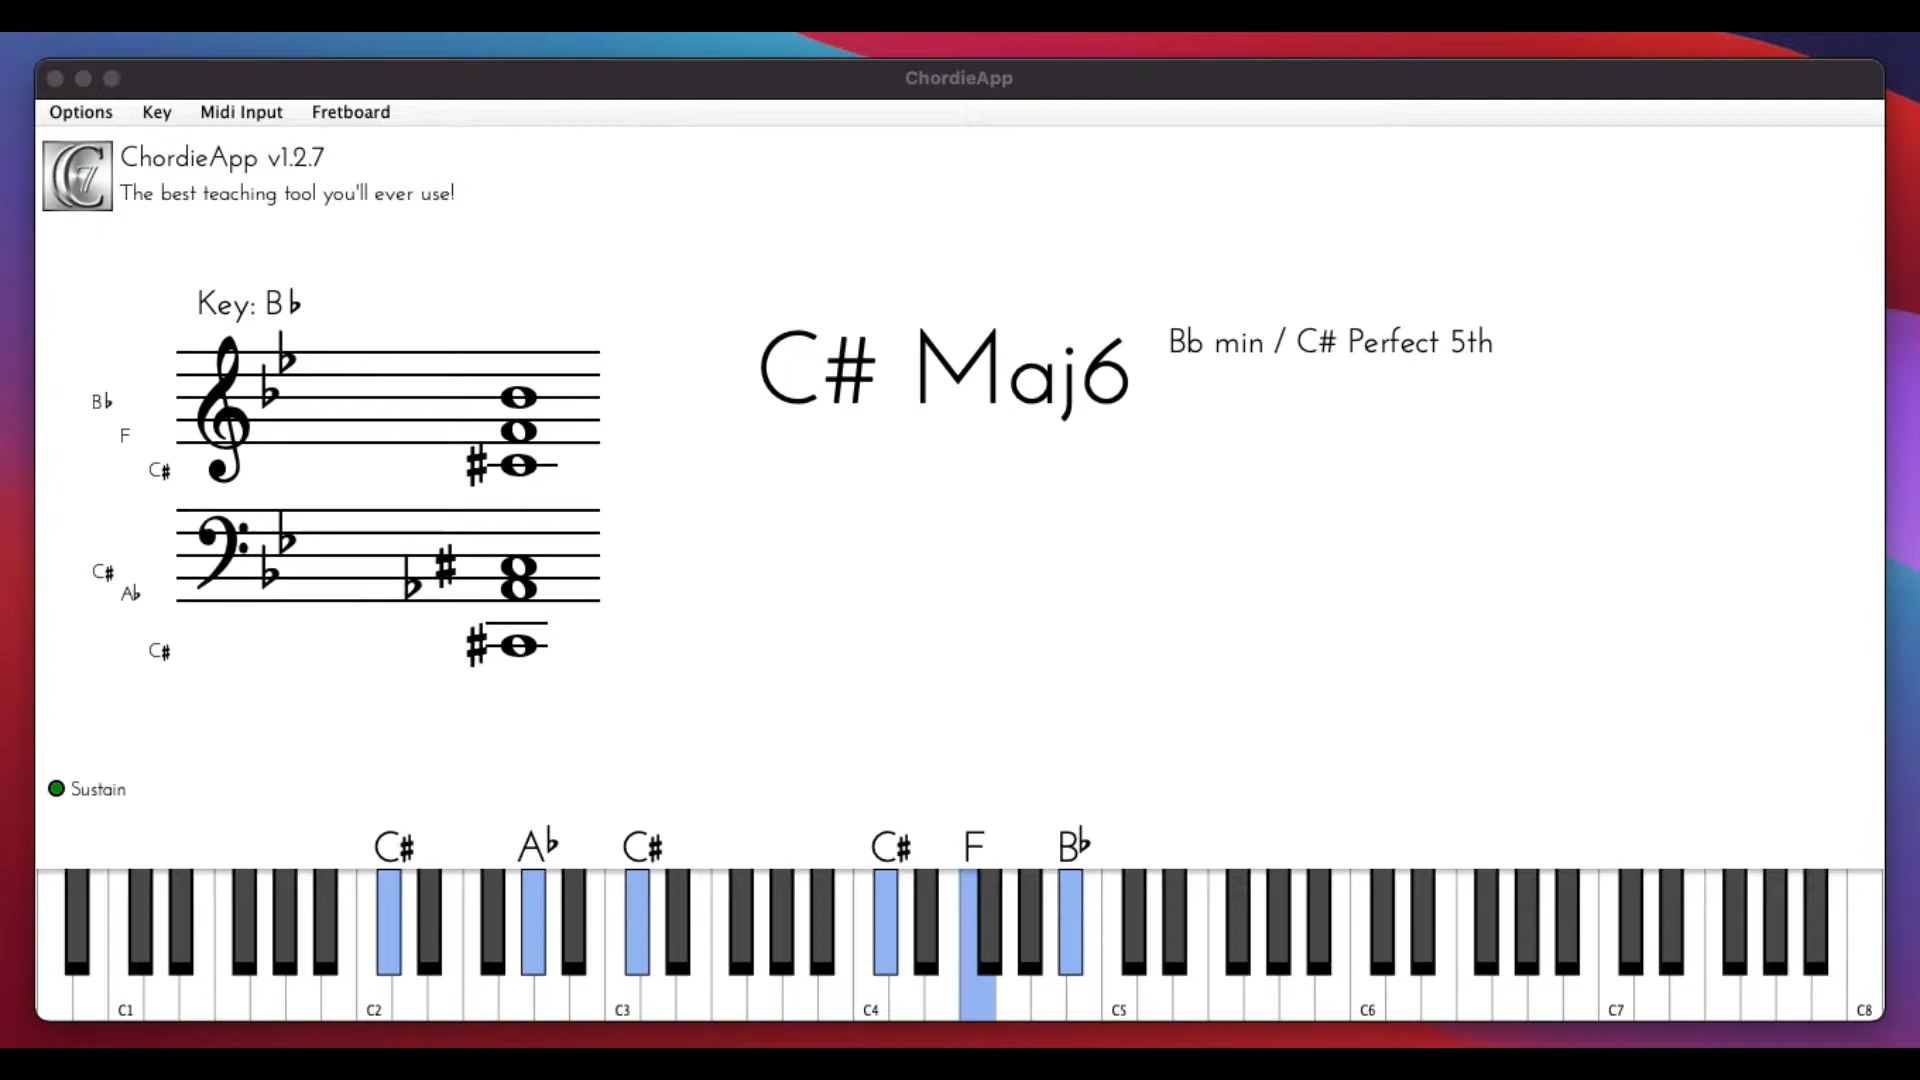 ChordieApp
Options Key Midi Input Fretboard
C7
ChordieApp v1.2.7
The best teaching tool you'll ever use!
Key: B♭
C# Maj6
Bb min / C# Perfect 5th
B♭
F
C♯
C♯
A♭
C♯
Sustain
C♯ A♭ C♯ C♯ F B♭
C1 C2 C3 C4 C5 C6 C7 C8